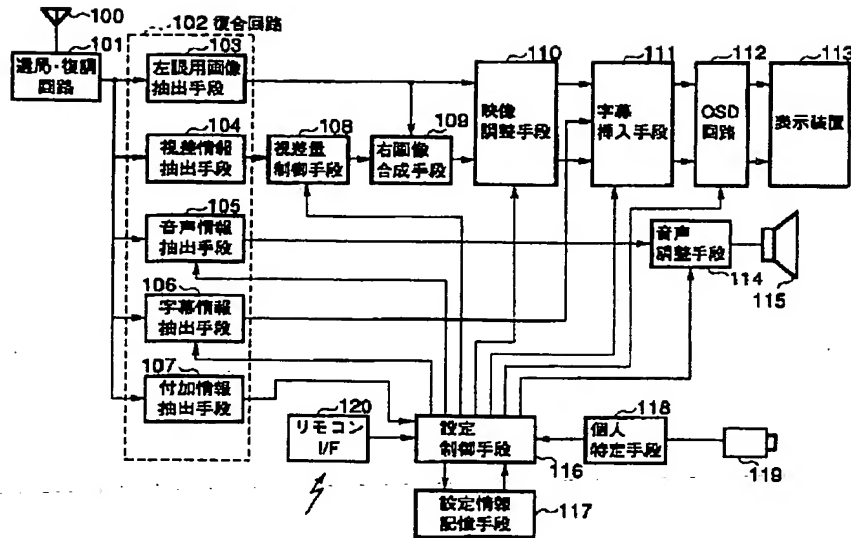 100
101
選局・復調
回路
102 復合回路
103
左眼用画像
抽出手段
104
視差情報
抽出手段
105
音声情報
抽出手段
106
字幕情報
抽出手段
107
付加情報
抽出手段
108
視差量
制御手段
109
右画像
合成手段
110
映像
調整手段
111
字幕
挿入手段
112
OSD
回路
113
表示装置
音声
調整手段
114
115
120
リモコン
I/F
設定
制御手段
116
118
個人
特定手段
119
設定情報
記憶手段
117